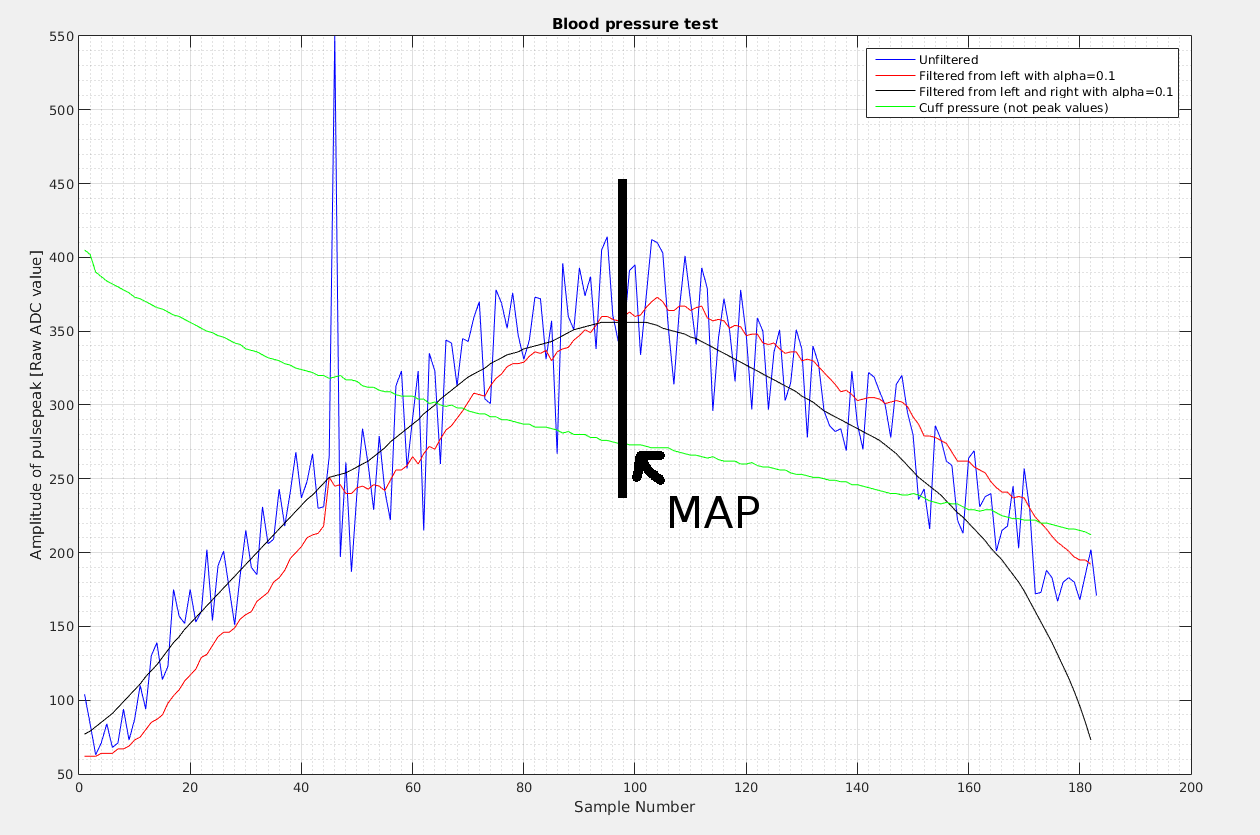 Blood pressure test
Unfiltered
Filtered from left with alpha=0.1
Filtered from left and right with alpha=0.1
Cuff pressure (not peak values)
Amplitude of pulsepeak [Raw ADC value]
550
500
450
400
350
300
250
200
150
100
50
MAP
0 20 40 60 80 100 120 140 160 180 200
Sample Number